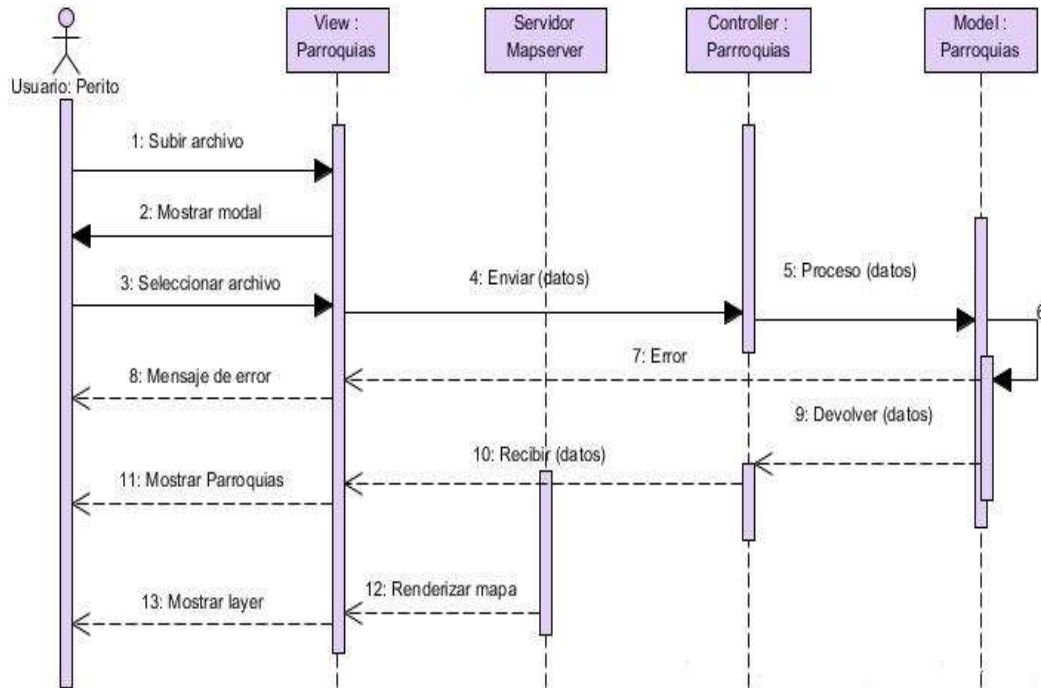 View :
Parroquias
Servidor
Mapserver
Controller :
Parrroquias
Model :
Parroquias
Usuario: Perito
1: Subir archivo
2: Mostrar modal
3: Seleccionar archivo
4: Enviar (datos)
5: Proceso (datos)
6
7: Error
8: Mensaje de error
9: Devolver (datos)
10: Recibir (datos)
11: Mostrar Parroquias
12: Renderizar mapa
13: Mostrar layer